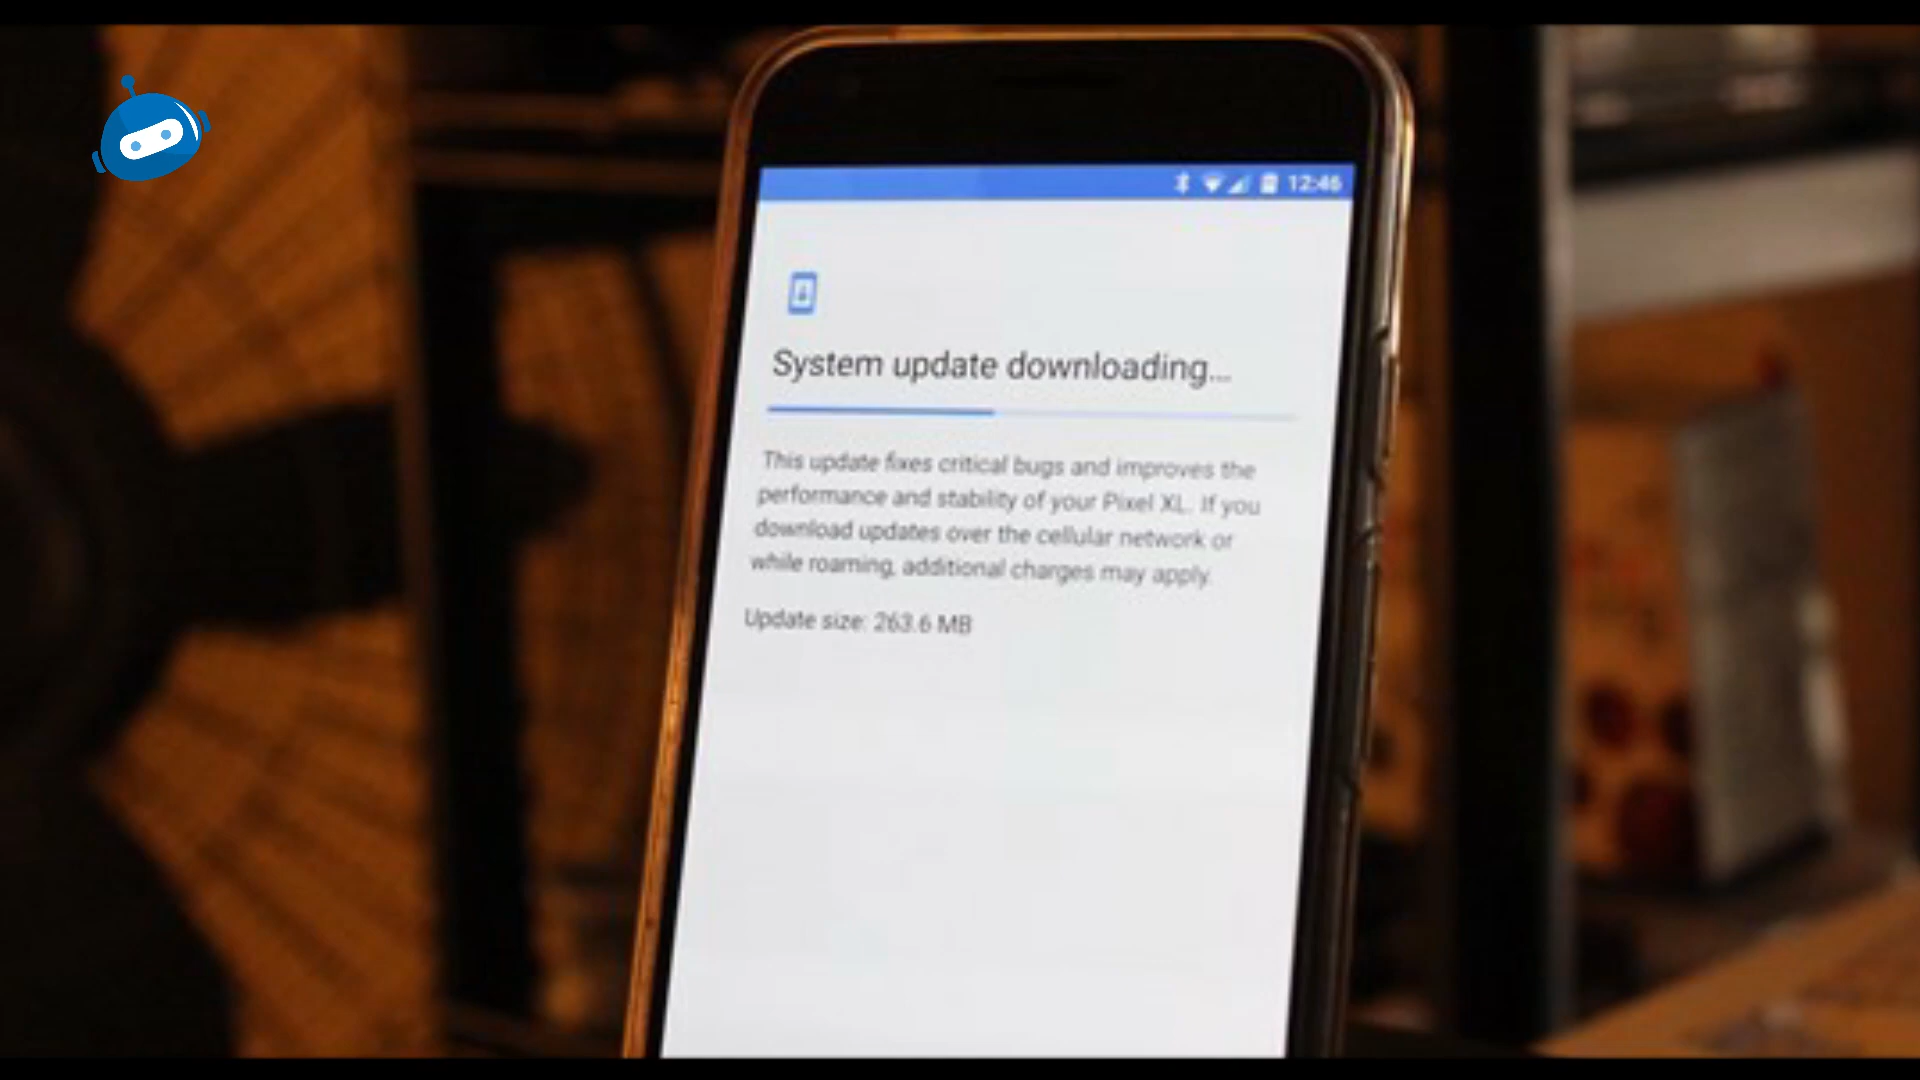 12:46
System update downloading...
This update fixes critical bugs and improves the
performance and stability of your Pixel XL. If you
download updates over the cellular network or
while roaming, additional charges may apply.
Update size: 263.6 MB